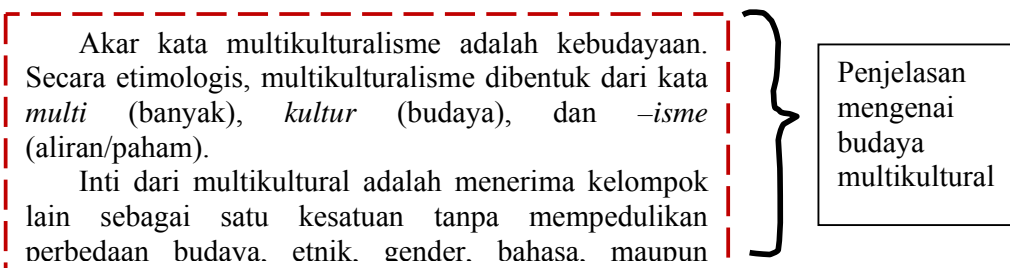 Akar kata multikulturalisme adalah kebudayaan.
Secara etimologis, multikulturalisme dibentuk dari kata
multi (banyak), kultur (budaya), dan –isme
(aliran/paham).
Inti dari multikultural adalah menerima kelompok
lain sebagai satu kesatuan tanpa mempedulikan
perbedaan budaya, etnik, gender, bahasa, maupun
Penjelasan
mengenai
budaya
multikultural